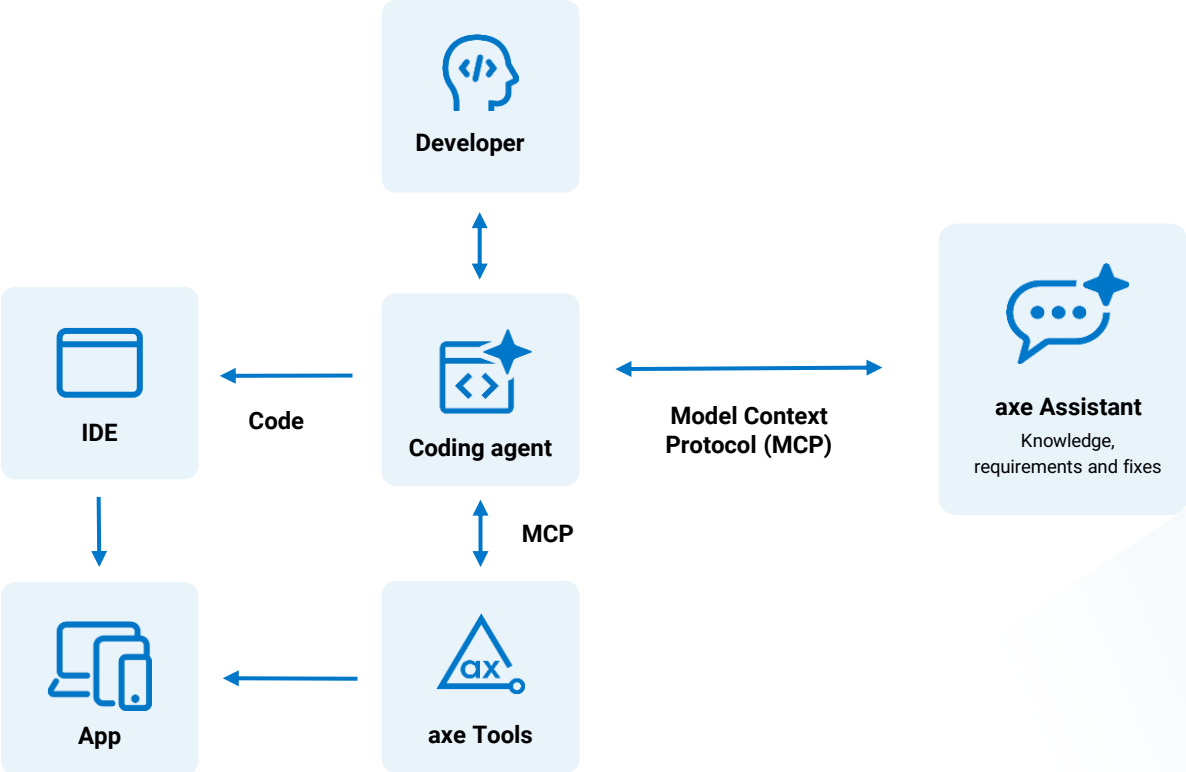 Developer
IDE
Code
Coding agent
Model Context
Protocol (MCP)
axe Assistant
Knowledge,
requirements and fixes
MCP
App
ax
axe Tools